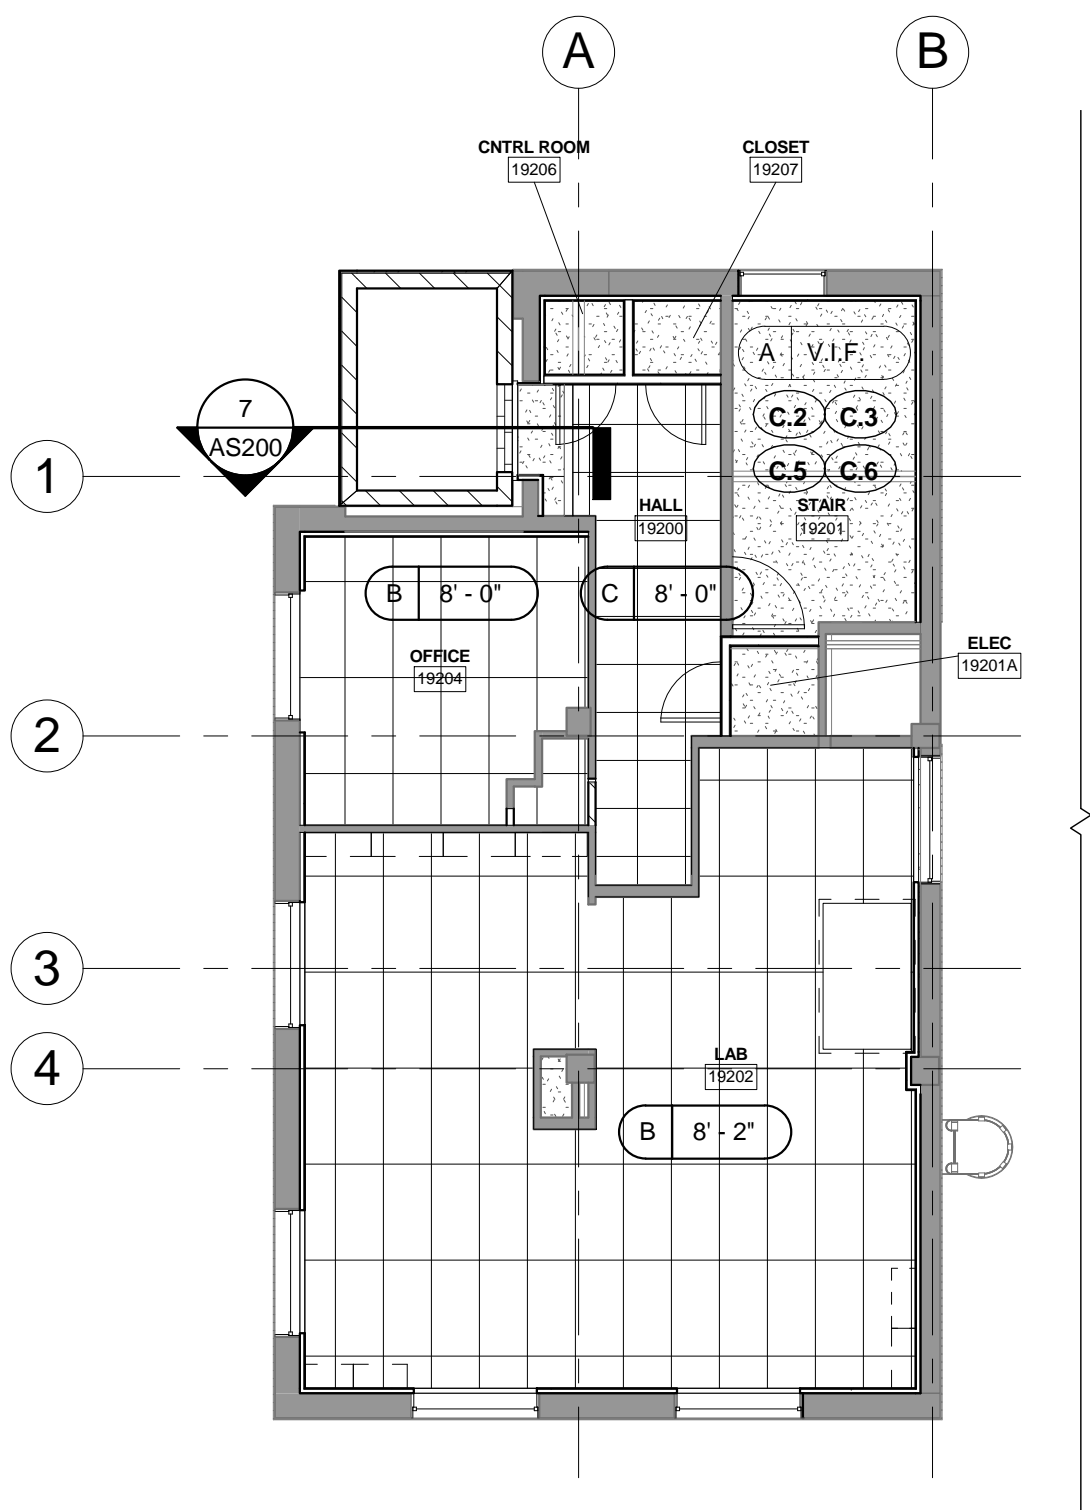 A
B
CNTRL ROOM
19206
CLOSET
19207
A V.I.F.
7
AS200
C.2 C.3
C.5 C.6
1
HALL
19200
STAIR
19201
B 8' - 0"
C 8' - 0"
OFFICE
19204
ELEC
19201A
2
3
4
LAB
19202
B 8' - 2"